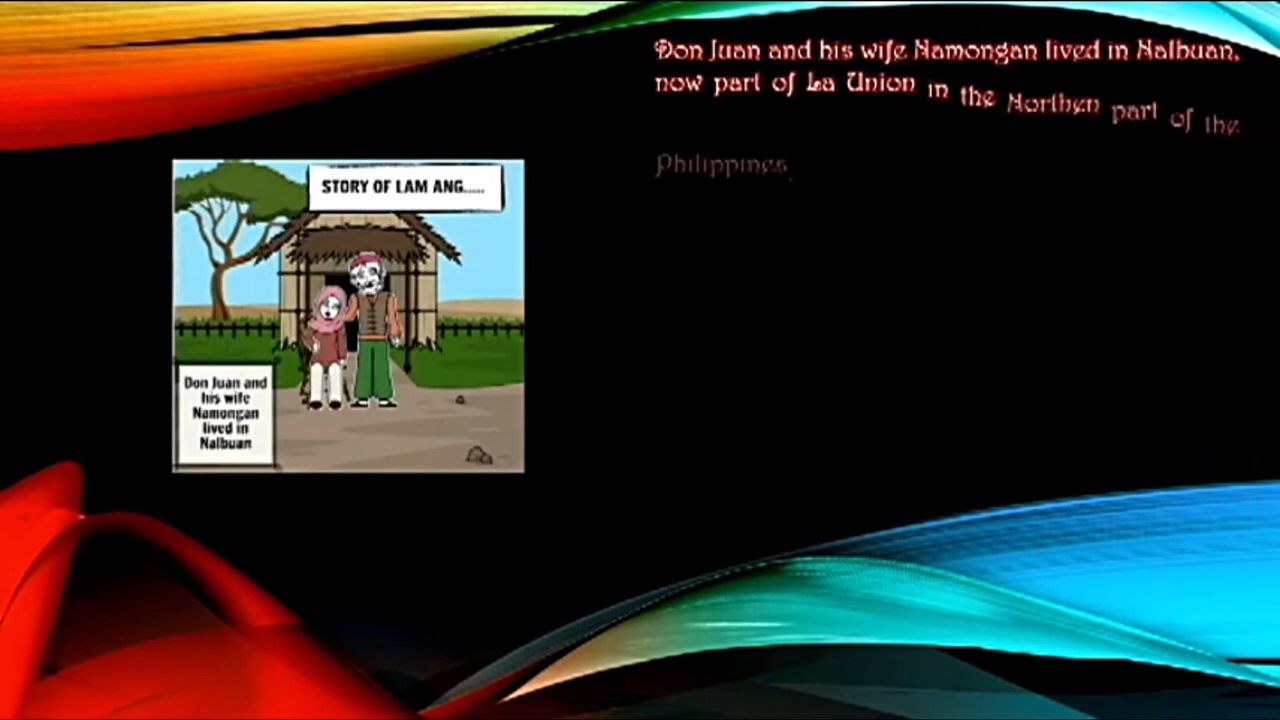 Don Juan and his wife Namongan lived in Nalbuan,
now part of La Union in the Northen part of the
Philippines.
STORY OF LAM ANG.....
Don Juan and
his wife
Namongan
lived in
Nalbuan